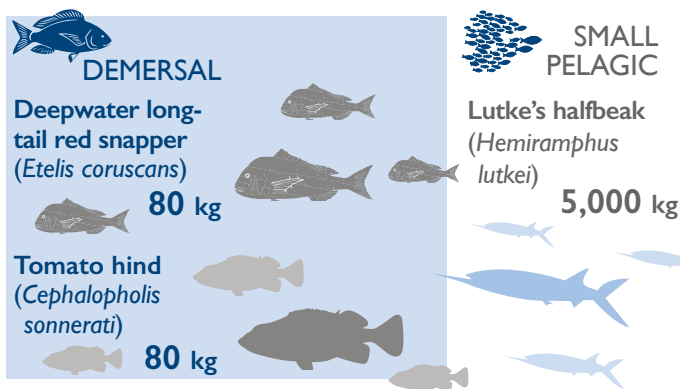 DEMERSAL
Deepwater long-
tail red snapper
(Etelis coruscans)
80 kg
Tomato hind
(Cephalopholis
sonnerati)
80 kg
SMALL
PELAGIC
Lutke's halfbeak
(Hemiramphus
lutkei)
5,000 kg